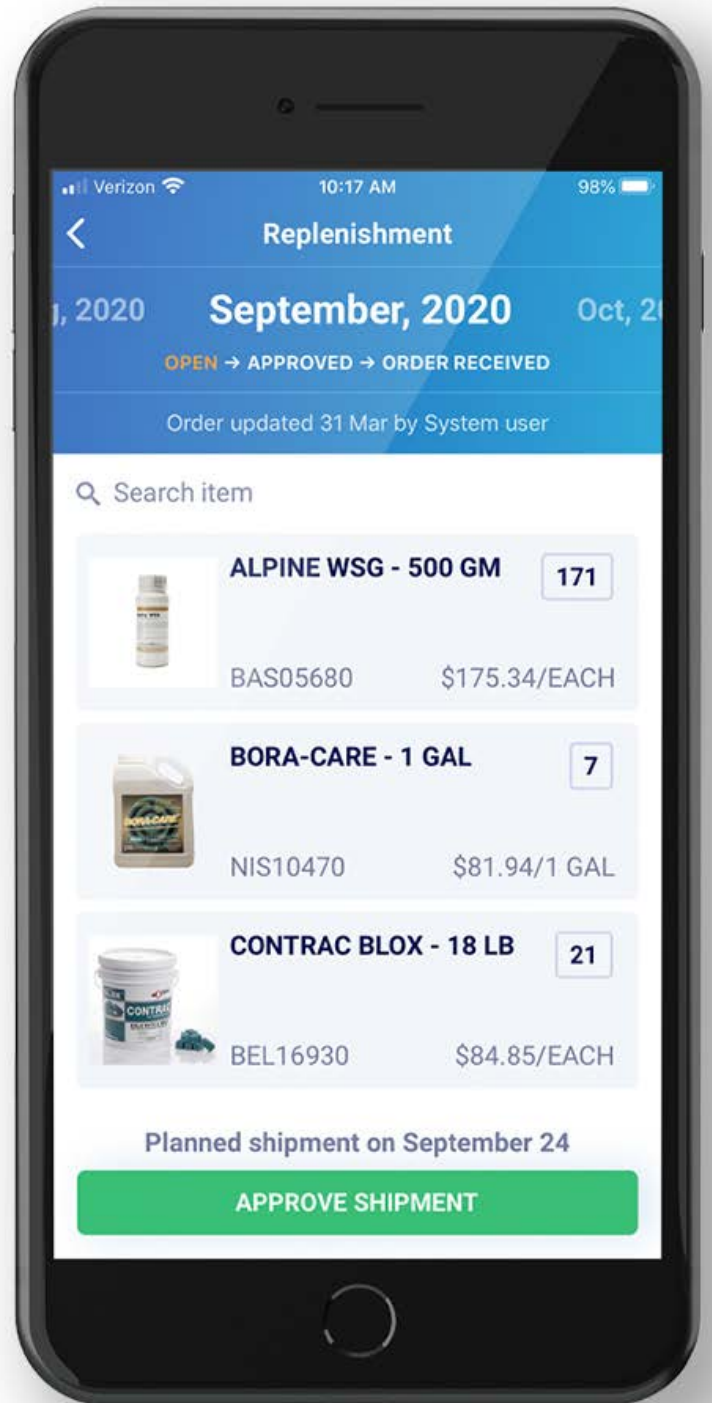 Verizon 10:17 AM 98%
Replenishment
, 2020 September, 2020 Oct, 2
OPEN → APPROVED → ORDER RECEIVED
Order updated 31 Mar by System user
Search item
ALPINE WSG - 500 GM 171
BAS05680 $175.34/EACH
BORA-CARE
BORA-CARE - 1 GAL 7
NIS10470 $81.94/1 GAL
CONTRAC
CONTRAC BLOX - 18 LB 21
BEL16930 $84.85/EACH
Planned shipment on September 24
APPROVE SHIPMENT